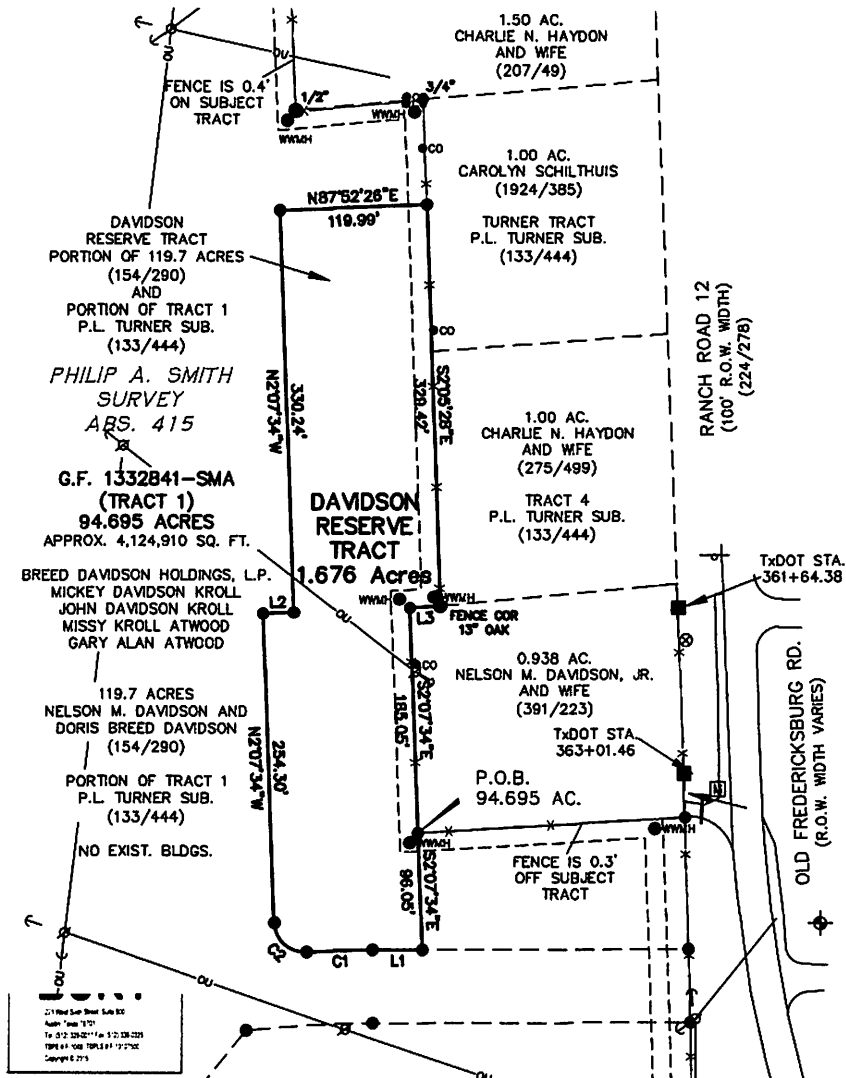 1.50 AC.
CHARLIE N. HAYDON
AND WIFE
(207/49)
OU
OU
FENCE IS 0.4'
ON SUBJECT
TRACT
1/2"
3/4"
WWMH
WWMH
CO
1.00 AC.
CAROLYN SCHILTHUIS
(1924/385)
TURNER TRACT
P.L. TURNER SUB.
(133/444)
N87°52'26"E
119.99'
DAVIDSON
RESERVE TRACT
PORTION OF 119.7 ACRES
(154/290)
AND
PORTION OF TRACT 1
P.L. TURNER SUB.
(133/444)
RANCH ROAD 12
(100' R.O.W. WIDTH)
(224/278)
CO
PHILIP A. SMITH
SURVEY
ABS. 415
N2°07'34"W
330.24'
S2°05'28"E
329.42'
1.00 AC.
CHARLIE N. HAYDON
AND WIFE
(275/499)
TRACT 4
P.L. TURNER SUB.
(133/444)
G.F. 1332841-SMA
(TRACT 1)
94.695 ACRES
APPROX. 4,124,910 SQ. FT.
DAVIDSON
RESERVE
TRACT
1.676 Acres
TxDOT STA.
361+64.38
BREED DAVIDSON HOLDINGS, L.P.
MICKEY DAVIDSON KROLL
JOHN DAVIDSON KROLL
MISSY KROLL ATWOOD
GARY ALAN ATWOOD
WWMH
WWMH
L2
L3
FENCE COR
13" OAK
OU
CO
0.938 AC.
NELSON M. DAVIDSON, JR.
AND WIFE
(391/223)
119.7 ACRES
NELSON M. DAVIDSON AND
DORIS BREED DAVIDSON
(154/290)
PORTION OF TRACT 1
P.L. TURNER SUB.
(133/444)
NO EXIST. BLDGS.
N2°07'34"W
254.30'
S2°07'34"E
185.05'
TxDOT STA.
363+01.46
OLD FREDERICKSBURG RD.
(R.O.W. WIDTH VARIES)
P.O.B.
94.695 AC.
M
WWMH
WWMH
FENCE IS 0.3'
OFF SUBJECT
TRACT
S2°07'34"E
96.05'
C2
C1
L1
OU
OU
OU
Copyright © 2015